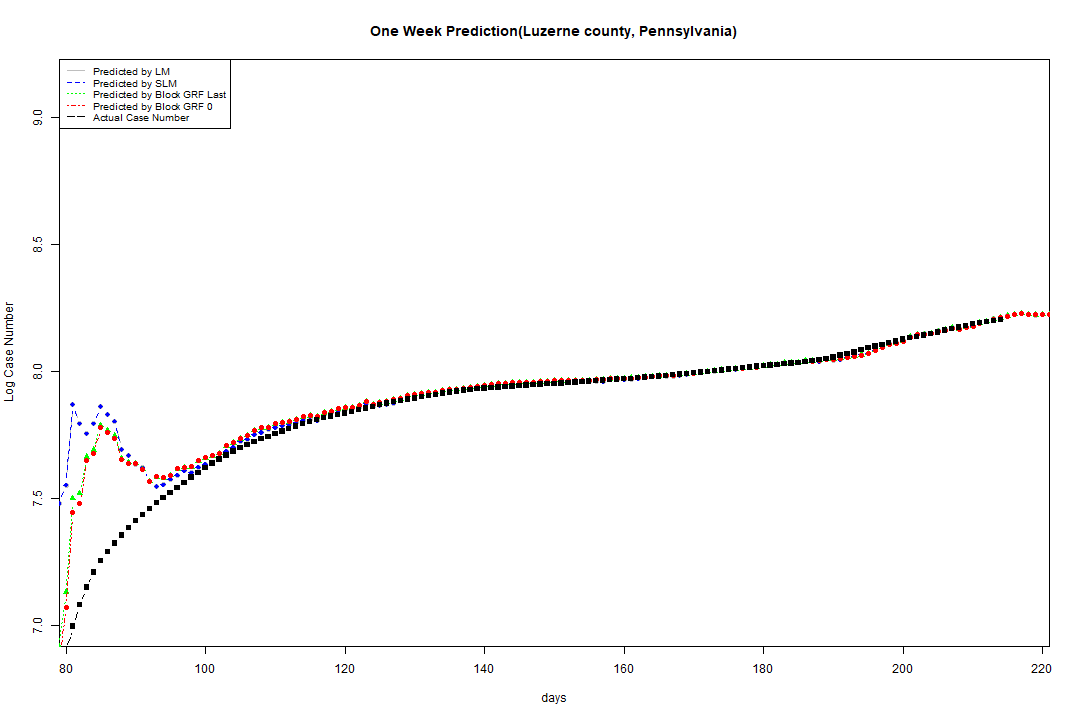 One Week Prediction(Luzerne county, Pennsylvania)
Predicted by LM
Predicted by SLM
Predicted by Block GRF Last
Predicted by Block GRF 0
Actual Case Number
9.0
8.5
8.0
7.5
7.0
Log Case Number
80 100 120 140 160 180 200 220
days